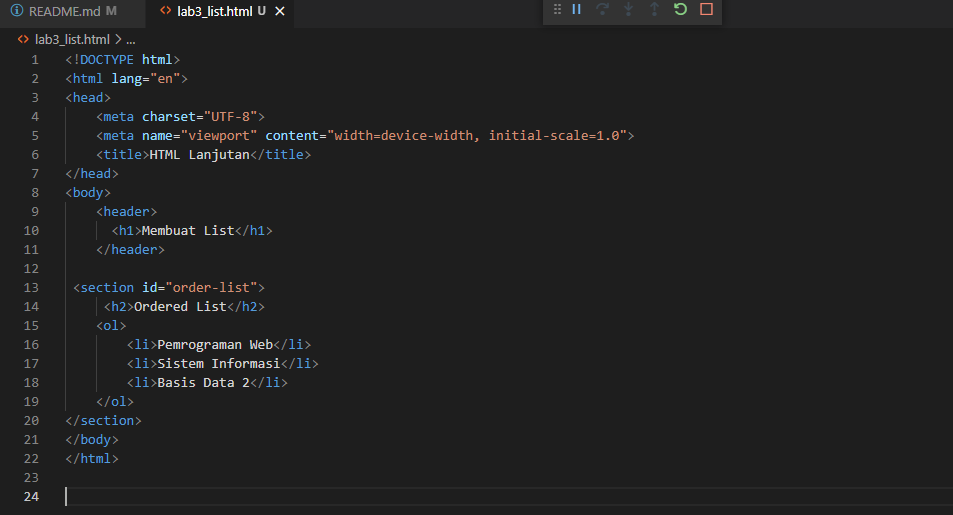 README.md M
lab3_list.html U
lab3_list.html > ...
1 <!DOCTYPE html>
2 <html lang="en">
3 <head>
4 <meta charset="UTF-8">
5 <meta name="viewport" content="width=device-width, initial-scale=1.0">
6 <title>HTML Lanjutan</title>
7 </head>
8 <body>
9 <header>
10 <h1>Membuat List</h1>
11 </header>
12
13 <section id="order-list">
14 <h2>Ordered List</h2>
15 <ol>
16 <li>Pemrograman Web</li>
17 <li>Sistem Informasi</li>
18 <li>Basis Data 2</li>
19 </ol>
20 </section>
21 </body>
22 </html>
23
24